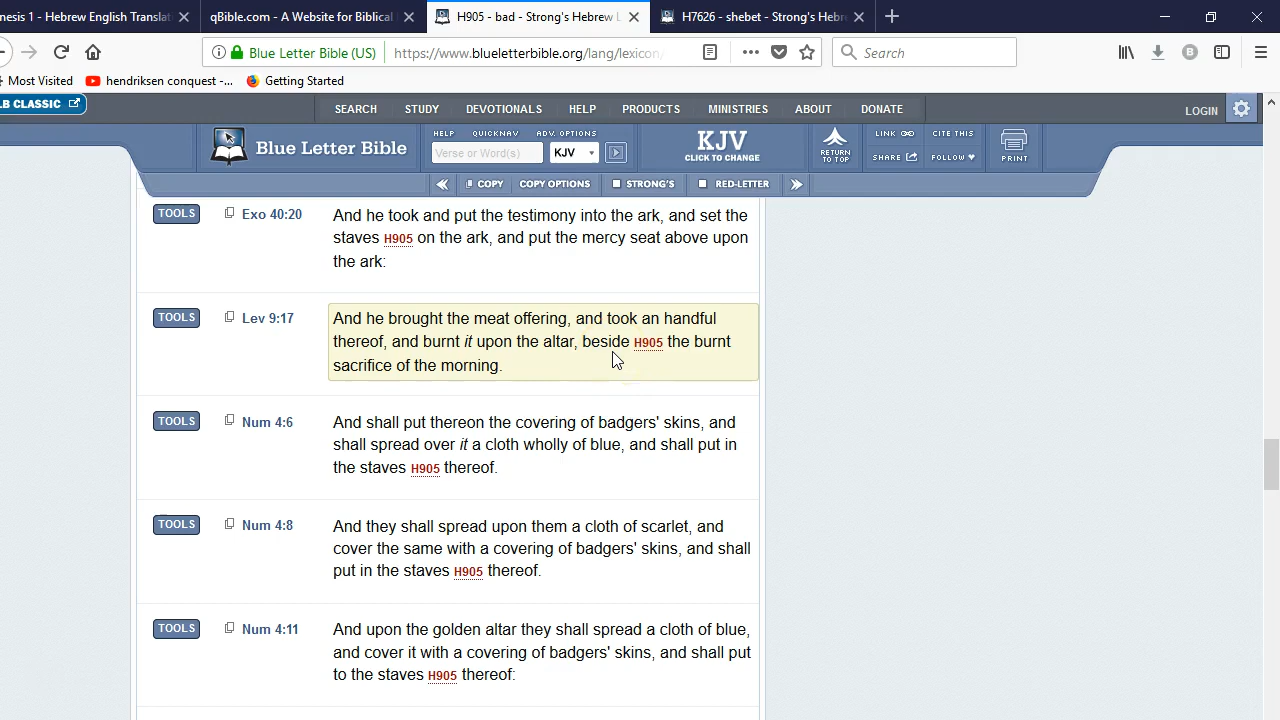 nesis 1 - Hebrew English Translat
qBible.com - A Website for Biblical
H905 - bad - Strong's Hebrew L
H7626 - shebet - Strong's Hebr
Blue Letter Bible (US)
https://www.blueletterbible.org/lang/lexicon/
Search
Most Visited
hendriksen conquest -...
Getting Started
LB CLASSIC
SEARCH STUDY DEVOTIONALS HELP PRODUCTS MINISTRIES ABOUT DONATE
LOGIN
Blue Letter Bible
HELP QUICKNAV ADV. OPTIONS
Verse or Word(s)
KJV
KJV
CLICK TO CHANGE
RETURN
TO TOP
LINK
CITE THIS
SHARE
FOLLOW
PRINT
COPY COPY OPTIONS STRONG'S RED-LETTER
TOOLS
Exo 40:20
And he took and put the testimony into the ark, and set the
staves H905 on the ark, and put the mercy seat above upon
the ark:
TOOLS
Lev 9:17
And he brought the meat offering, and took an handful
thereof, and burnt it upon the altar, beside H905 the burnt
sacrifice of the morning.
TOOLS
Num 4:6
And shall put thereon the covering of badgers' skins, and
shall spread over it a cloth wholly of blue, and shall put in
the staves H905 thereof.
TOOLS
Num 4:8
And they shall spread upon them a cloth of scarlet, and
cover the same with a covering of badgers' skins, and shall
put in the staves H905 thereof.
TOOLS
Num 4:11
And upon the golden altar they shall spread a cloth of blue,
and cover it with a covering of badgers' skins, and shall put
to the staves H905 thereof: